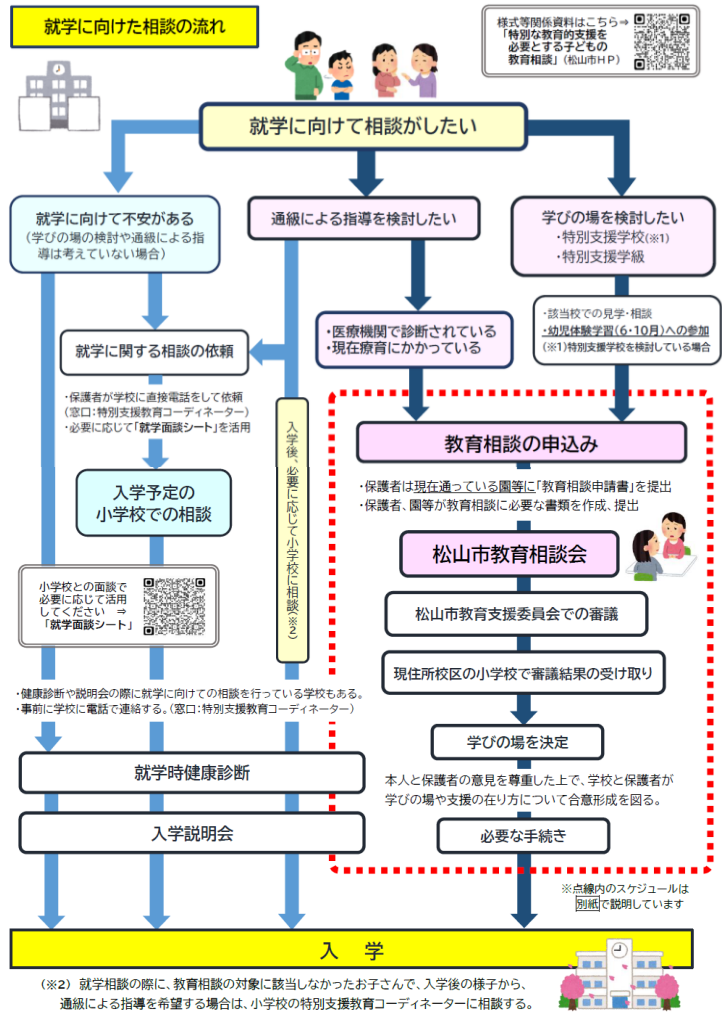 就学に向けた相談の流れ
様式等関係資料はこちら⇒
「特別な教育的支援を
必要とする子どもの
教育相談」（松山市ＨＰ）
就学に向けて相談がしたい
就学に向けて不安がある
（学びの場の検討や通級による指
導は考えていない場合）
通級による指導を検討したい
学びの場を検討したい
・特別支援学校(※1)
・特別支援学級
・医療機関で診断されている
・現在療育にかかっている
・該当校での見学・相談
・幼児体験学習（6・10月）への参加
（※1）特別支援学校を検討している場合
就学に関する相談の依頼
・保護者が学校に直接電話をして依頼
（窓口：特別支援教育コーディネーター）
・必要に応じて「就学面談シート」を活用
入学予定の
小学校での相談
小学校との面談で
必要に応じて活用
してください　⇒
「就学面談シート」
入学後、必要に応じて小学校に相談（※２）
教育相談の申込み
・保護者は現在通っている園等に「教育相談申請書」を提出
・保護者、園等が教育相談に必要な書類を作成、提出
松山市教育相談会
松山市教育支援委員会での審議
現住所校区の小学校で審議結果の受け取り
学びの場を決定
本人と保護者の意見を尊重した上で、学校と保護者が
学びの場や支援の在り方について合意形成を図る。
必要な手続き
・健康診断や説明会の際に就学に向けての相談を行っている学校もある。
・事前に学校に電話で連絡する。（窓口：特別支援教育コーディネーター）
就学時健康診断
入学説明会
※点線内のスケジュールは
別紙で説明しています
入　学
（※２）就学相談の際に、教育相談の対象に該当しなかったお子さんで、入学後の様子から、
通級による指導を希望する場合は、小学校の特別支援教育コーディネーターに相談する。